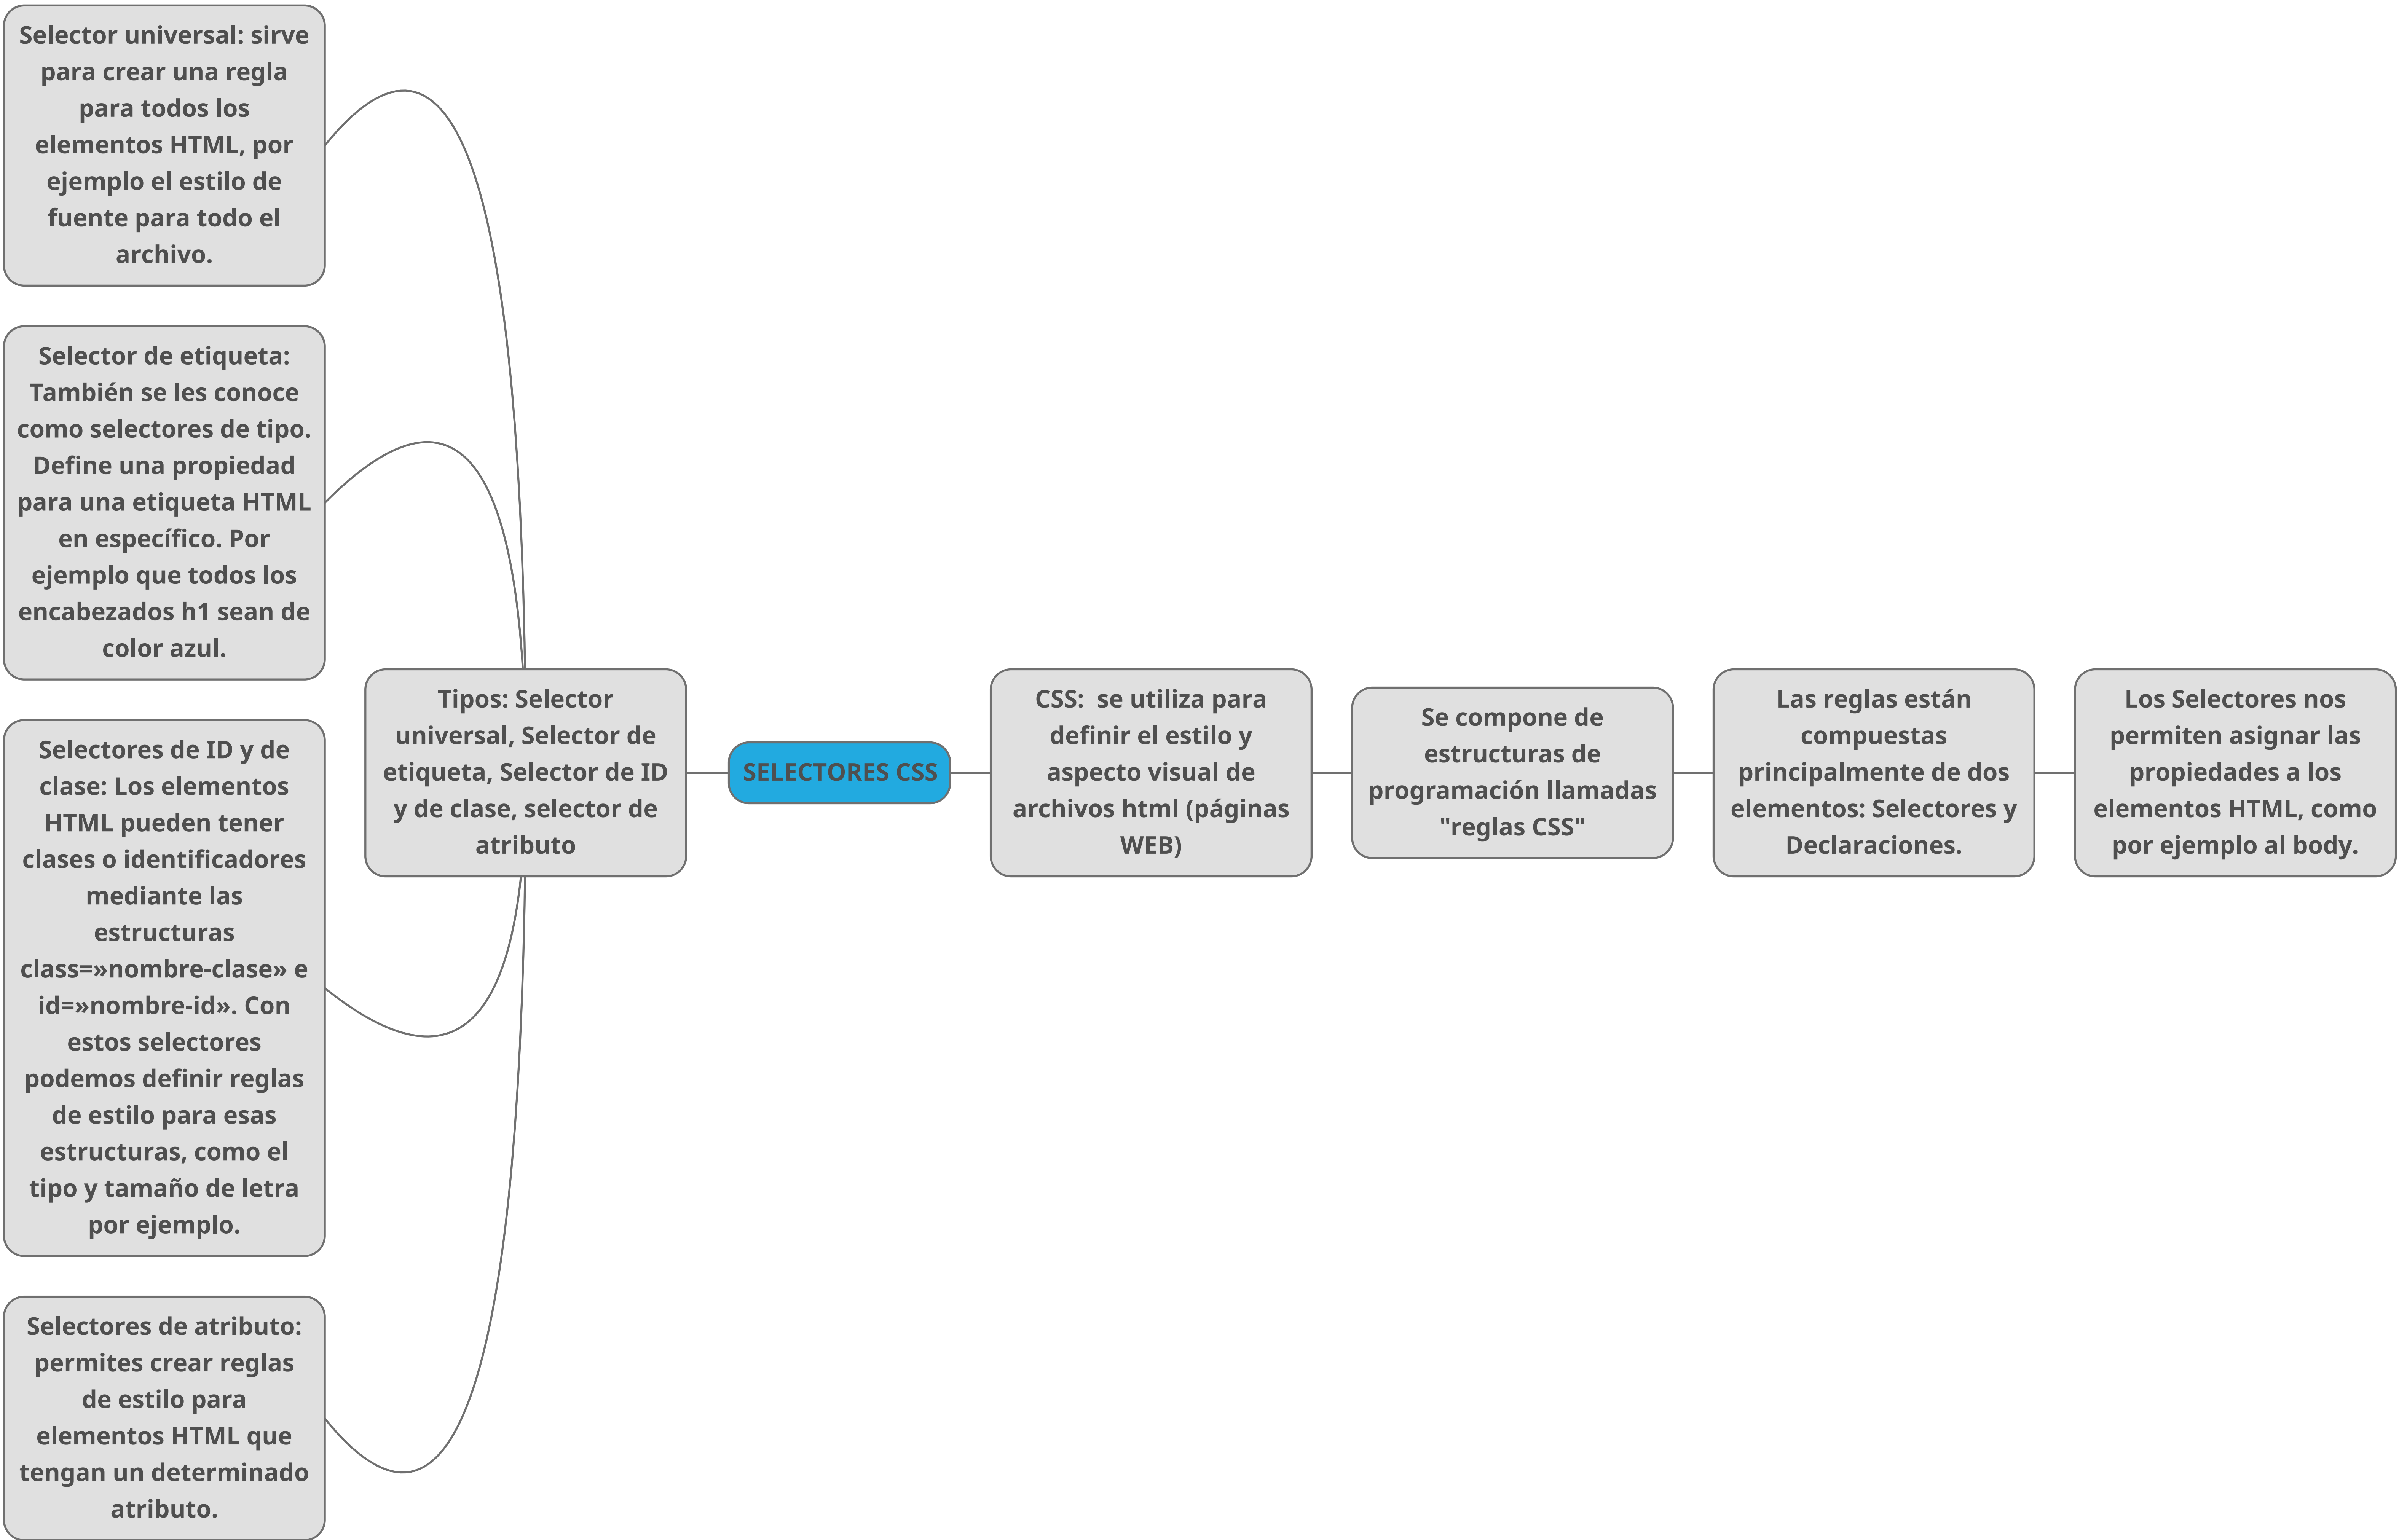 Selector universal: sirve
para crear una regla
para todos los
elementos HTML, por
ejemplo el estilo de
fuente para todo el
archivo.
Selector de etiqueta:
También se les conoce
como selectores de tipo.
Define una propiedad
para una etiqueta HTML
en específico. Por
ejemplo que todos los
encabezados h1 sean de
color azul.
Selectores de ID y de
clase: Los elementos
HTML pueden tener
clases o identificadores
mediante las
estructuras
class=»nombre-clase» e
id=»nombre-id». Con
estos selectores
podemos definir reglas
de estilo para esas
estructuras, como el
tipo y tamaño de letra
por ejemplo.
Selectores de atributo:
permites crear reglas
de estilo para
elementos HTML que
tengan un determinado
atributo.
Tipos: Selector
universal, Selector de
etiqueta, Selector de ID
y de clase, selector de
atributo
SELECTORES CSS
CSS:  se utiliza para
definir el estilo y
aspecto visual de
archivos html (páginas
WEB)
Se compone de
estructuras de
programación llamadas
"reglas CSS"
Las reglas están
compuestas
principalmente de dos
elementos: Selectores y
Declaraciones.
Los Selectores nos
permiten asignar las
propiedades a los
elementos HTML, como
por ejemplo al body.